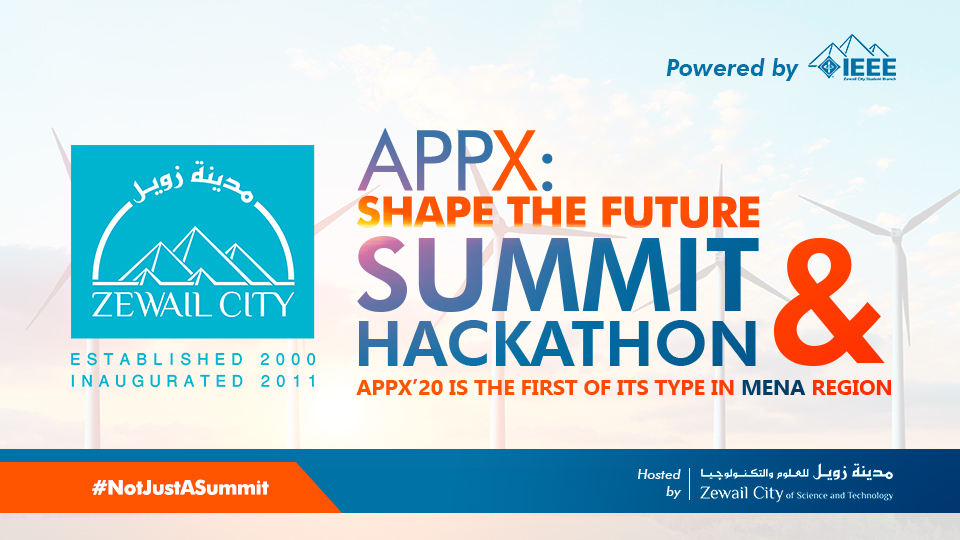 Powered by IEEE
Zewail City Student Branch
مدينة زويل
ZEWAIL CITY
ESTABLISHED 2000
INAUGURATED 2011
APPX:
SHAPE THE FUTURE
SUMMIT &
HACKATHON
APPX'20 IS THE FIRST OF ITS TYPE IN MENA REGION
#NotJustASummit
Hosted by
مدينة زويل للعلوم والتكنولوجيا
Zewail City of Science and Technology